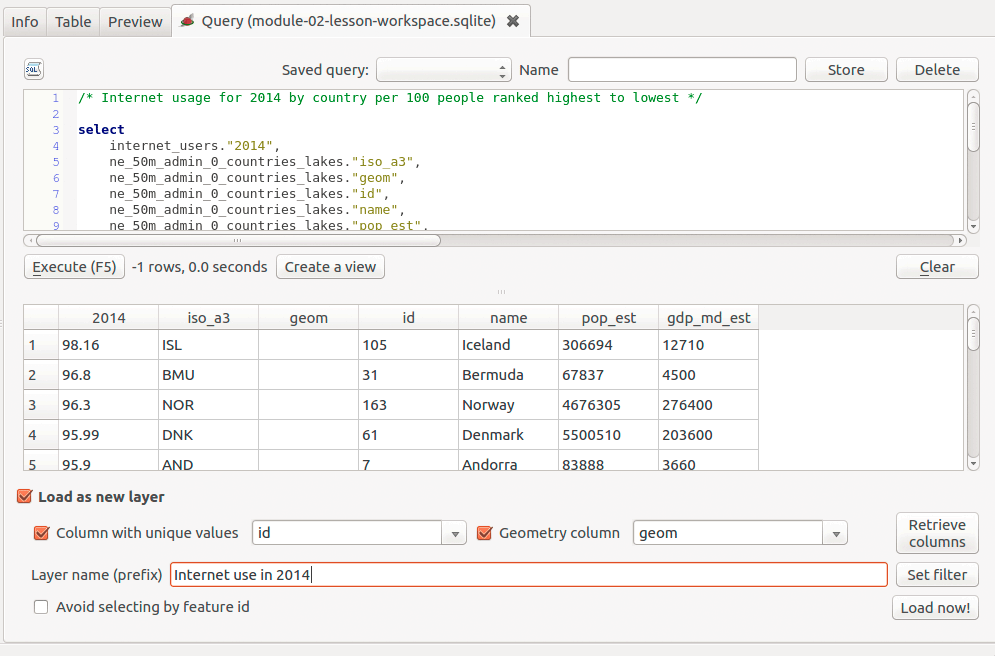 Info Table Preview Query (module-02-lesson-workspace.sqlite)
SQL Saved query: Name Store Delete
1 /* Internet usage for 2014 by country per 100 people ranked highest to lowest */
2
3 select
4 internet_users."2014",
5 ne_50m_admin_0_countries_lakes."iso_a3",
6 ne_50m_admin_0_countries_lakes."geom",
7 ne_50m_admin_0_countries_lakes."id",
8 ne_50m_admin_0_countries_lakes."name",
9 ne_50m_admin_0_countries_lakes."pop_est",
Execute (F5) -1 rows, 0.0 seconds Create a view Clear
2014 iso_a3 geom id name pop_est gdp_md_est
1 98.16 ISL 105 Iceland 306694 12710
2 96.8 BMU 31 Bermuda 67837 4500
3 96.3 NOR 163 Norway 4676305 276400
4 95.99 DNK 61 Denmark 5500510 203600
5 95.9 AND 7 Andorra 83888 3660
Load as new layer
Column with unique values id Geometry column geom Retrieve columns
Layer name (prefix) Internet use in 2014 Set filter
Avoid selecting by feature id Load now!